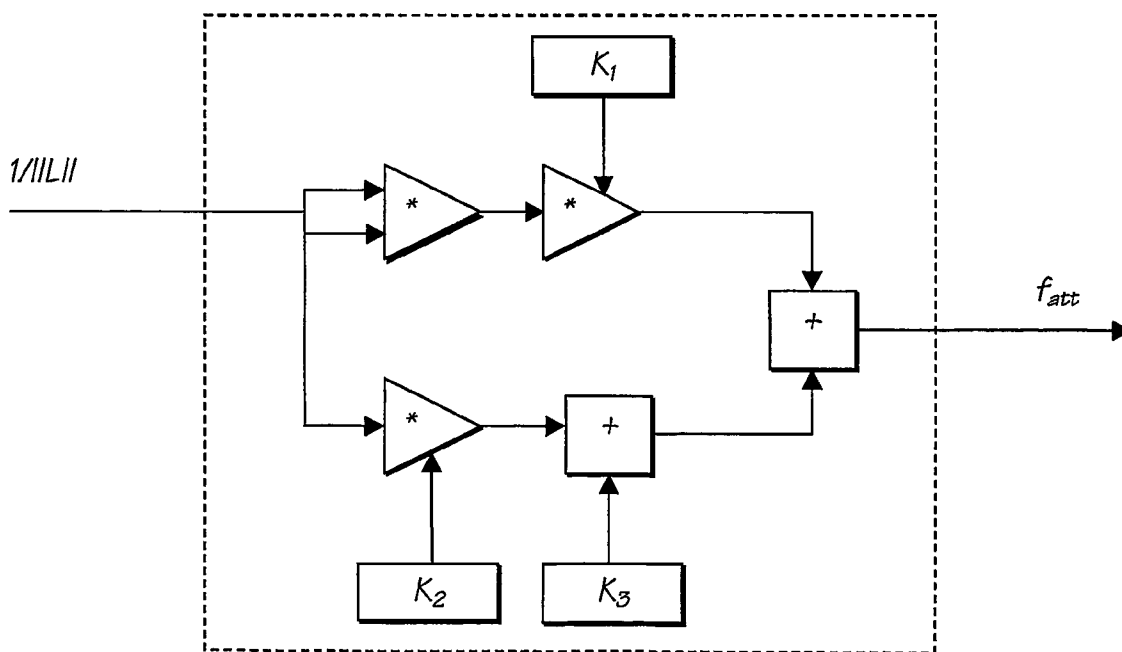 K₁
1/||L||
*
*
+
f_att
*
+
K₂
K₃